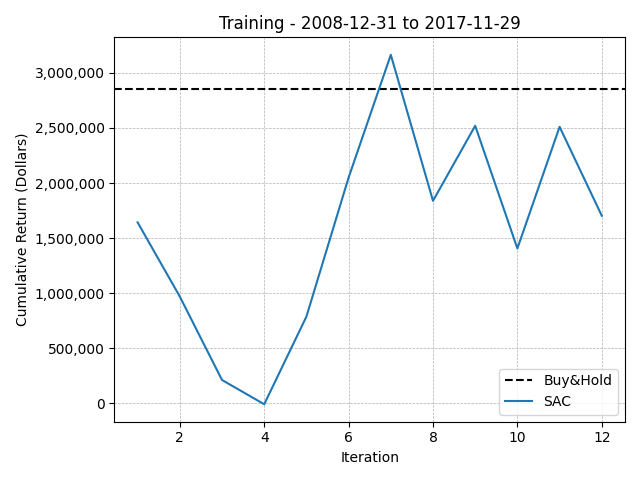 Training - 2008-12-31 to 2017-11-29
Cumulative Return (Dollars)
3,000,000
2,500,000
2,000,000
1,500,000
1,000,000
500,000
0
2 4 6 8 10 12
Iteration
Buy&Hold
SAC